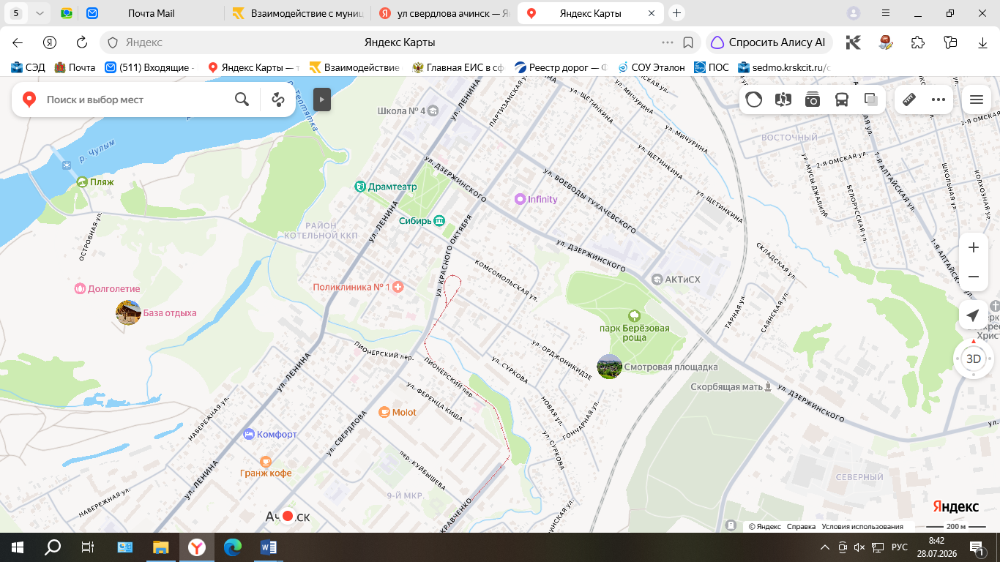 5
Почта Mail
Взаимодействие с муниц
ул свердлова ачинск — Я
Яндекс Карты
Яндекс
Яндекс Карты
Спросить Алису AI
СЭД
Почта
(511) Входящие -
Яндекс Карты — т
Взаимодействие
Главная ЕИС в сф
Реестр дорог — Ф
СОУ Эталон
ПОС
sedmo.krskcit.ru/
Поиск и выбор мест
р. Тептятка
р. Чулым
Школа № 4
ул. ЛЕНИНА
ПАРТИЗАНСКАЯ
ул. ЩЕТИНКИНА
ул. МИЧУРИНА
ул. МИЧУРИНА
ВОСТОЧНЫЙ
2-Я ОМСКАЯ
2-Я ОМСКАЯ ул.
1-Я АЛТАЙСКАЯ ул.
ул. МУСЫ ДЖАЛИЛЯ
БЕЛОРУССКАЯ ул.
ШКОЛЬНАЯ ул.
КОЛХОЗНАЯ ул.
Пляж
Драмтеатр
ул. ДЗЕРЖИНСКОГО
Infinity
ул. ВОЕВОДЫ ТУХАЧЕВСКОГО
ул. ЩЕТИНКИНА
ул. ЩЕТИНКИНА
Сибирь
РАЙОН
КОТЕЛЬНОЙ ККП
ул. ЛЕНИНА
ОСТРОВНАЯ ул.
ул. КРАСНОГО ОКТЯБРЯ
ул. ДЗЕРЖИНСКОГО
СКЛАДСКАЯ ул.
1-Я АЛТАЙСКАЯ
КОМСОМОЛЬСКАЯ ул.
АКТиСХ
Долголетие
Поликлиника № 1
База отдыха
ТАРНАЯ ул.
САЯНСКАЯ ул.
парк Берёзовая
роща
Христ
ПИОНЕРСКИЙ пер.
ул. ОРДЖОНИКИДЗЕ
ул. СУРКОВА
Смотровая площадка
3D
ПИОНЕРСКИЙ пер.
ул. ЛЕНИНА
Скорбящая мать
ул. ДЗЕРЖИНСКОГО
ул. ФЕРЕНЦА КИША
Molot
НОВАЯ ул.
ГОНЧАРНАЯ ул.
НАБЕРЕЖНАЯ ул.
Комфорт
ул. СВЕРДЛОВА
ул. СУРКОВА
Гранж кофе
ул. ЛЕНИНА
пер. КУЙБЫШЕВА
СЕВЕРНЫЙ
НАБЕРЕЖНАЯ ул.
9-Й МКР.
КРАВЧЕНКО
Яндекс
© Яндекс Справка Условия использования
200 м
РУС
8:42
28.07.2026
1